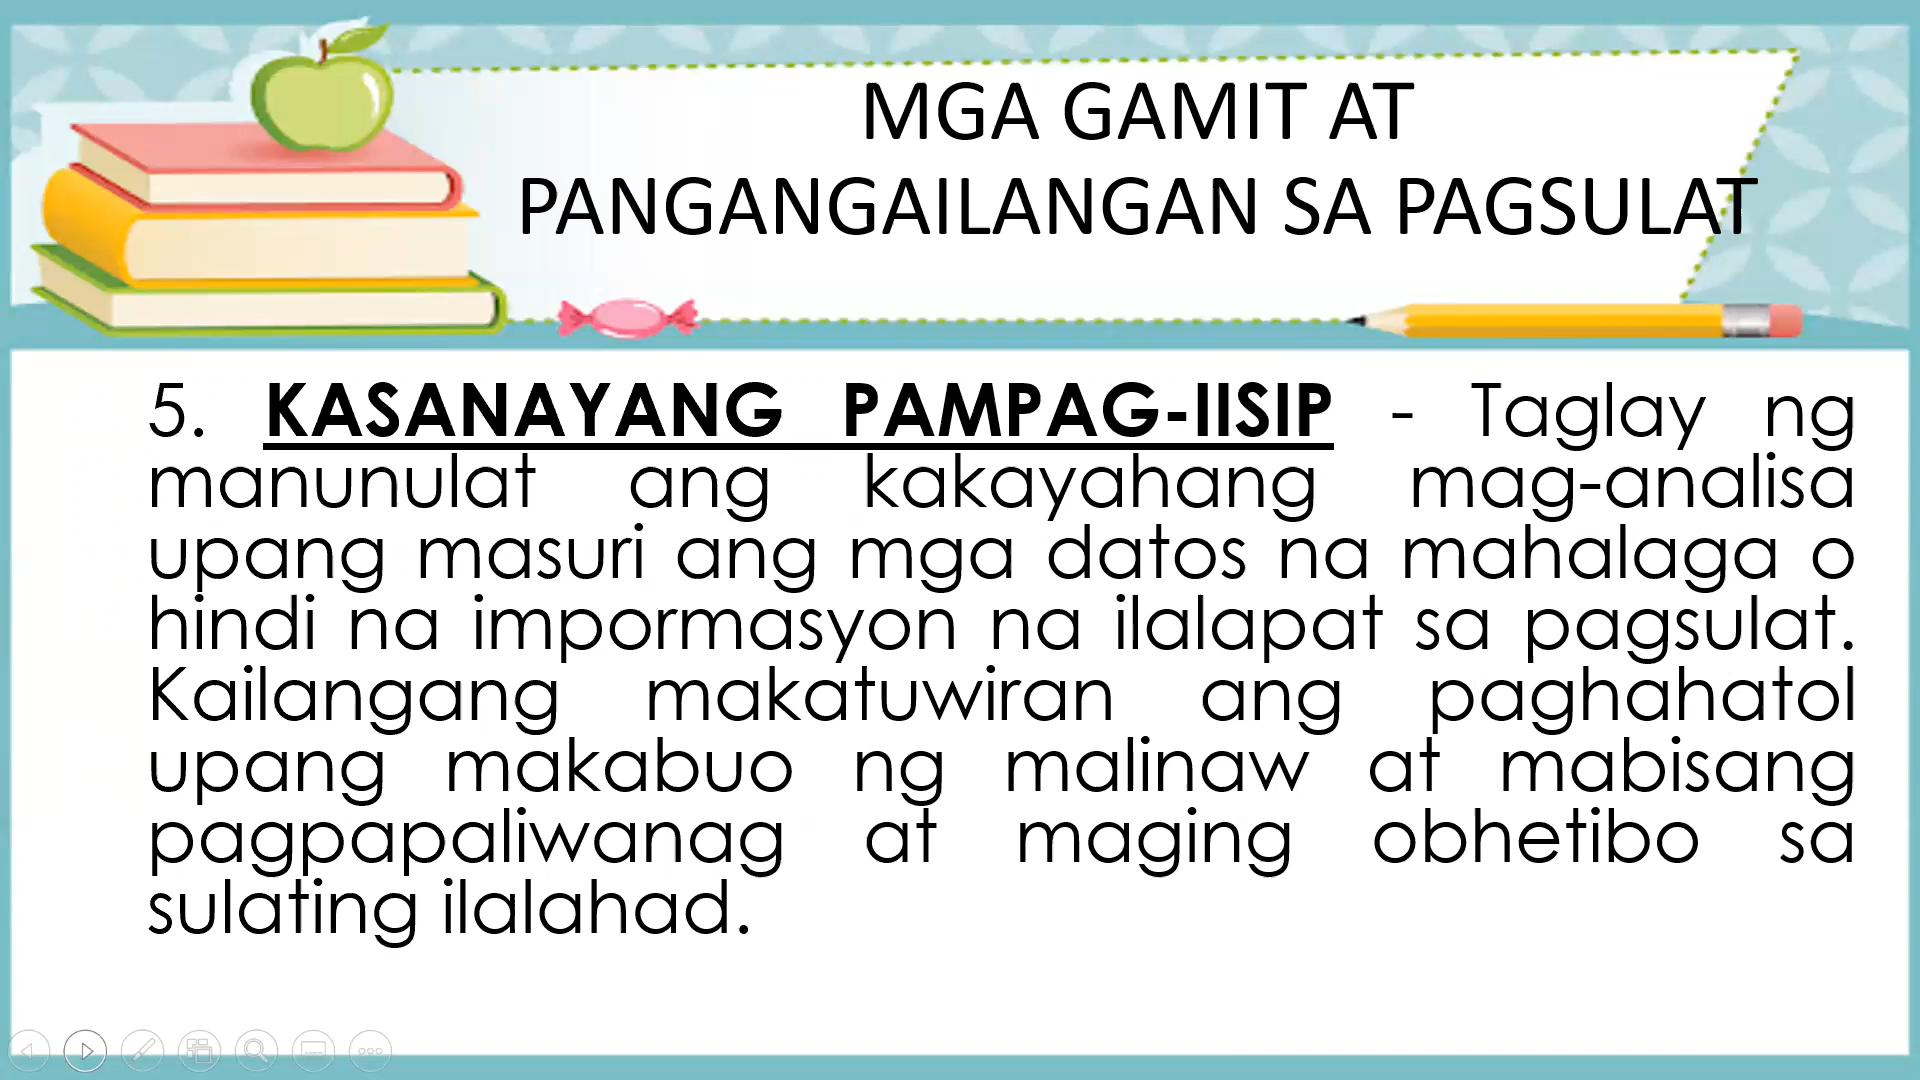 MGA GAMIT AT
PANGANGAILANGAN SA PAGSULAT
5. KASANAYANG PAMPAG-IISIP - Taglay ng
manunulat ang kakayahang mag-analisa
upang masuri ang mga datos na mahalaga o
hindi na impormasyon na ilalapat sa pagsulat.
Kailangang makatuwiran ang paghahatol
upang makabuo ng malinaw at mabisang
pagpapaliwanag at maging obhetibo sa
sulating ilalahad.